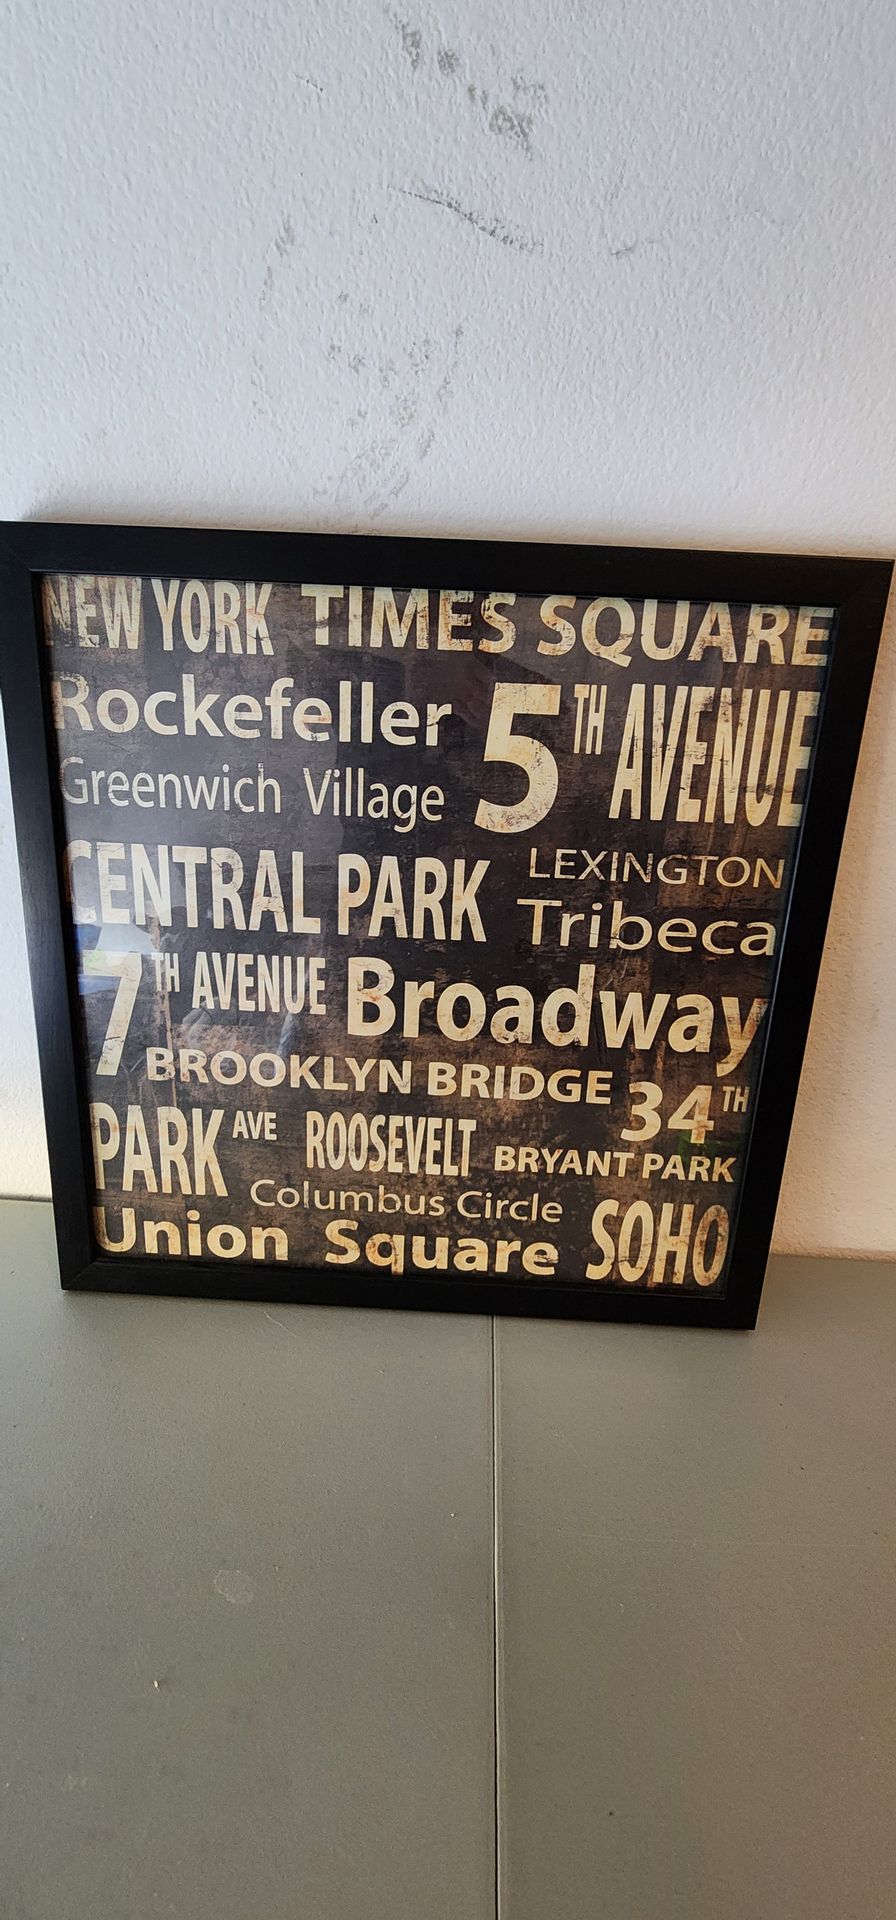 NEW YORK TIMES SQUARE
Rockefeller 5TH AVENUE
Greenwich Village
CENTRAL PARK LEXINGTON
Tribeca
7TH AVENUE Broadway
BROOKLYN BRIDGE 34TH
PARK AVE ROOSEVELT BRYANT PARK
Columbus Circle
Union Square SOHO